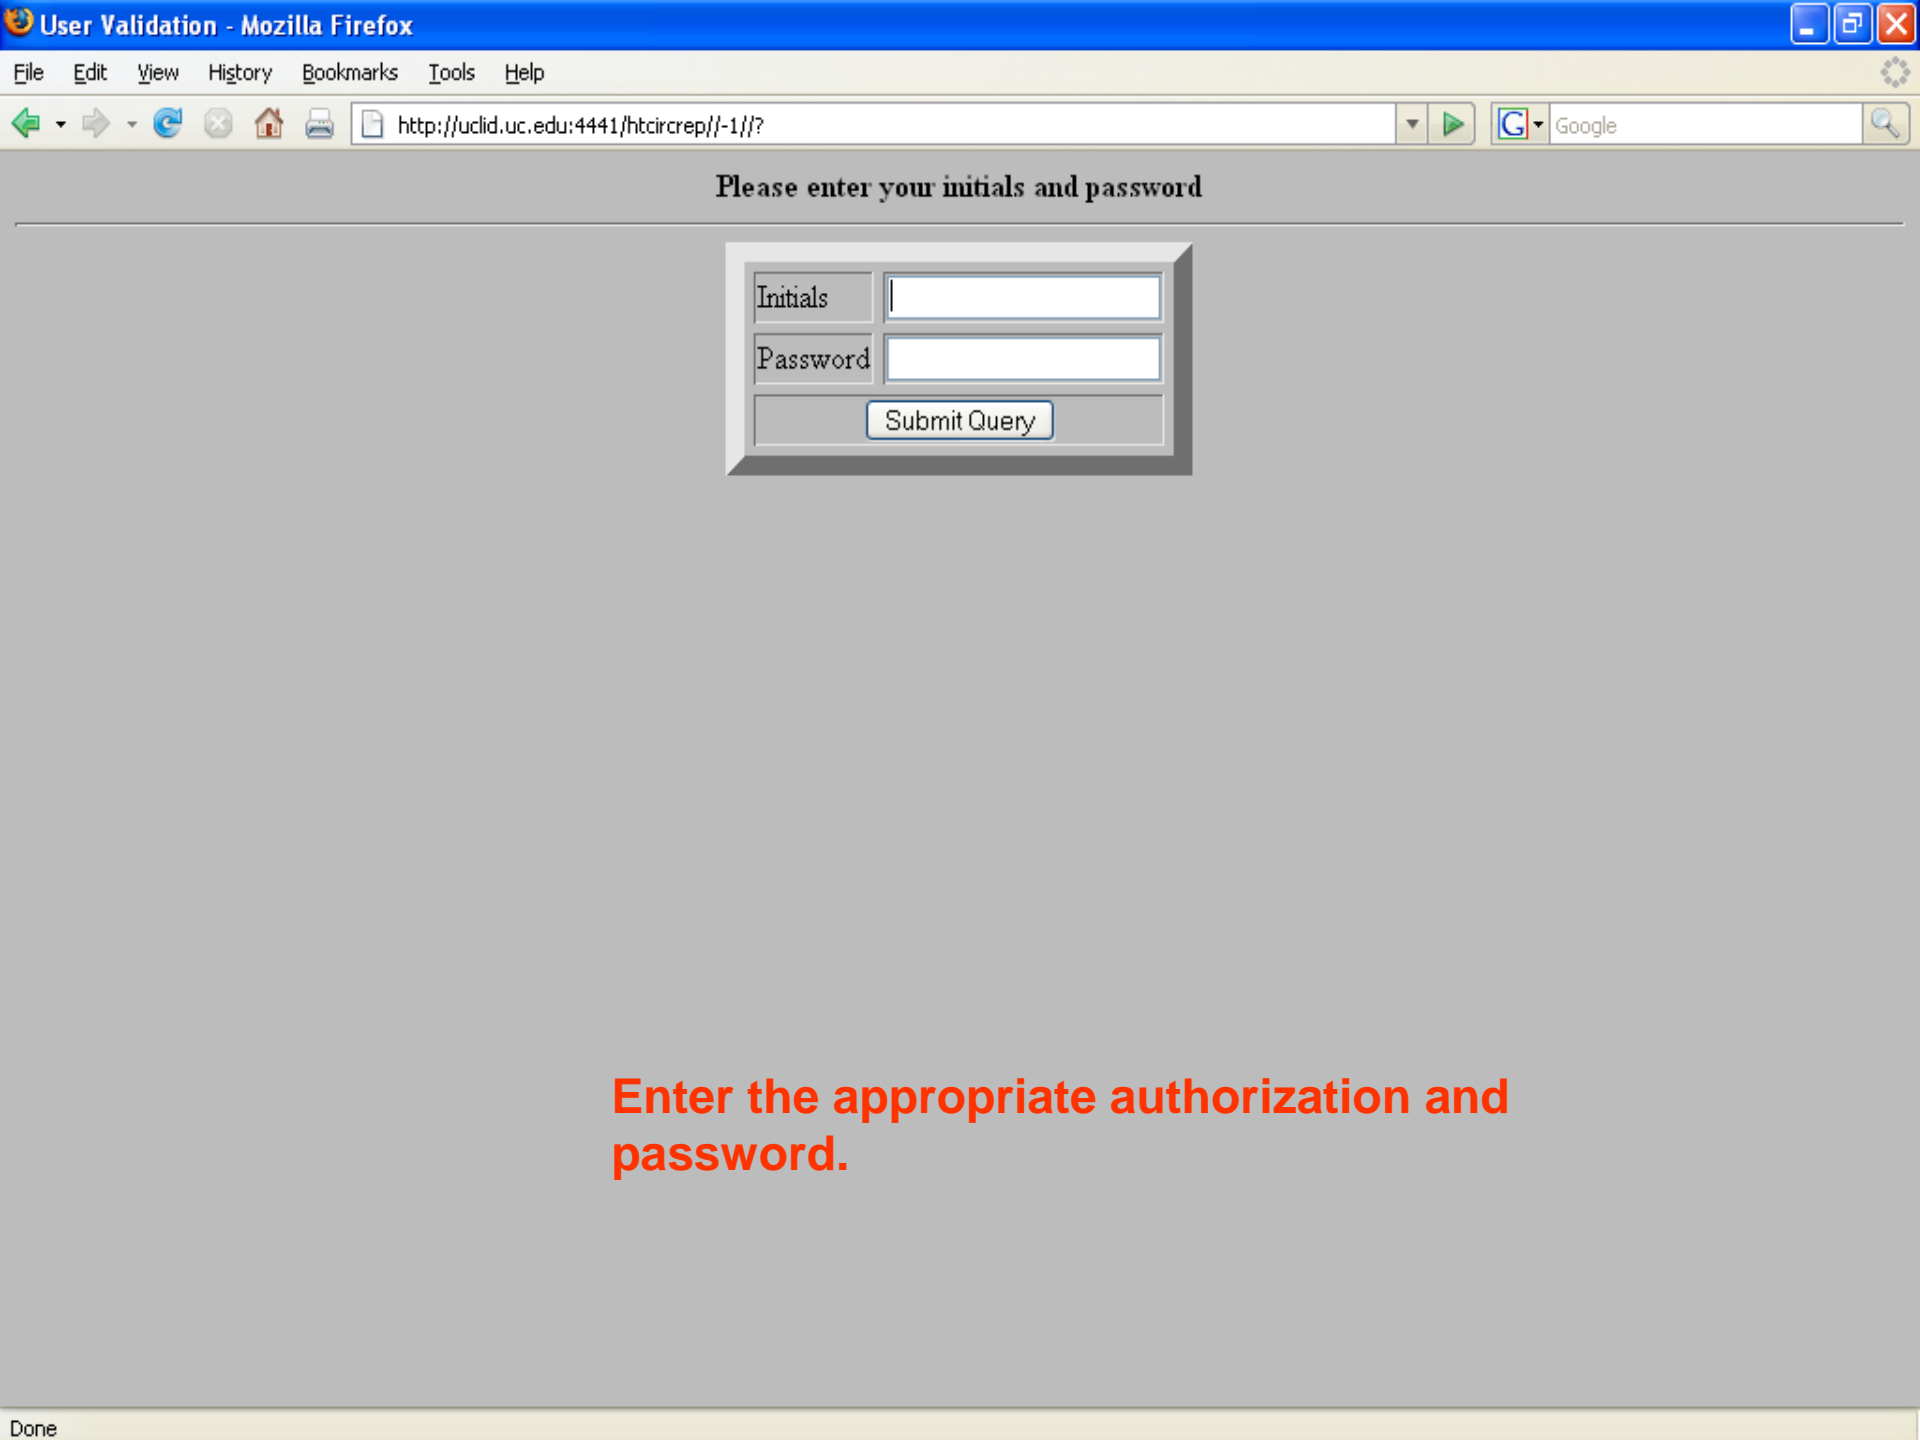 User Validation - Mozilla Firefox
File Edit View History Bookmarks Tools Help
http://uclid.uc.edu:4441/htcircrep//-1//?
G
Google
Please enter your initials and password
Initials
Password
Submit Query
Enter the appropriate authorization and
password.
Done